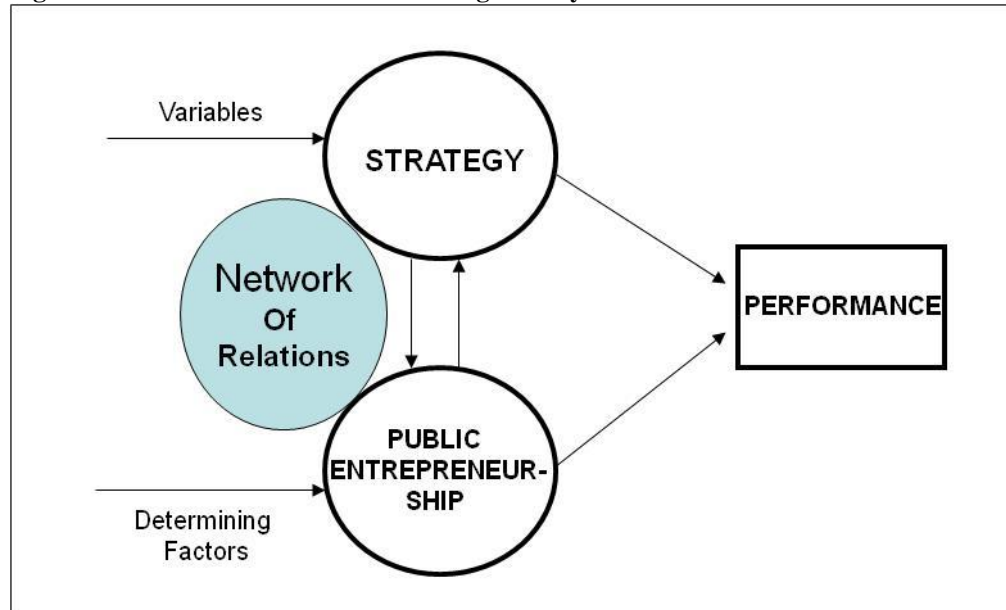 Variables
STRATEGY
Network
Of
Relations
PERFORMANCE
PUBLIC
ENTREPRENEUR-
SHIP
Determining
Factors